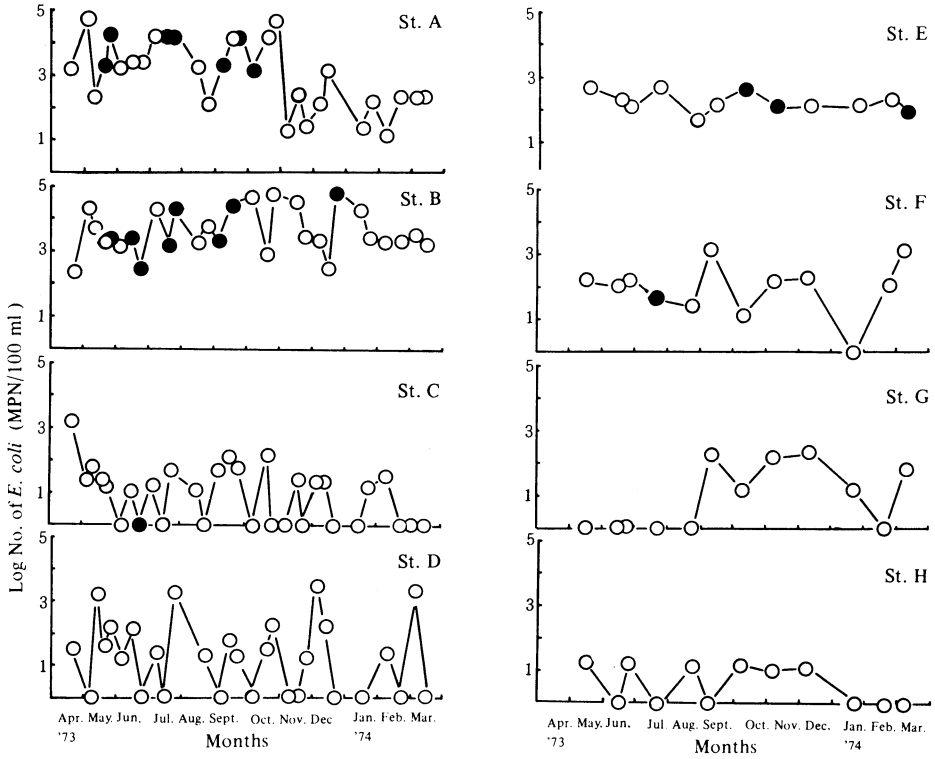 Log No. of E. coli (MPN/100 ml)
5
3
1
St. A
5
3
1
St. B
5
3
1
St. C
5
3
1
St. D
Apr. May. Jun. Jul. Aug. Sept. Oct. Nov. Dec Jan. Feb. Mar.
'73 '74
Months
5
3
1
St. E
5
3
1
St. F
5
3
1
St. G
5
3
1
St. H
Apr. May. Jun. Jul. Aug. Sept. Oct. Nov. Dec. Jan. Feb. Mar.
'73 '74
Months